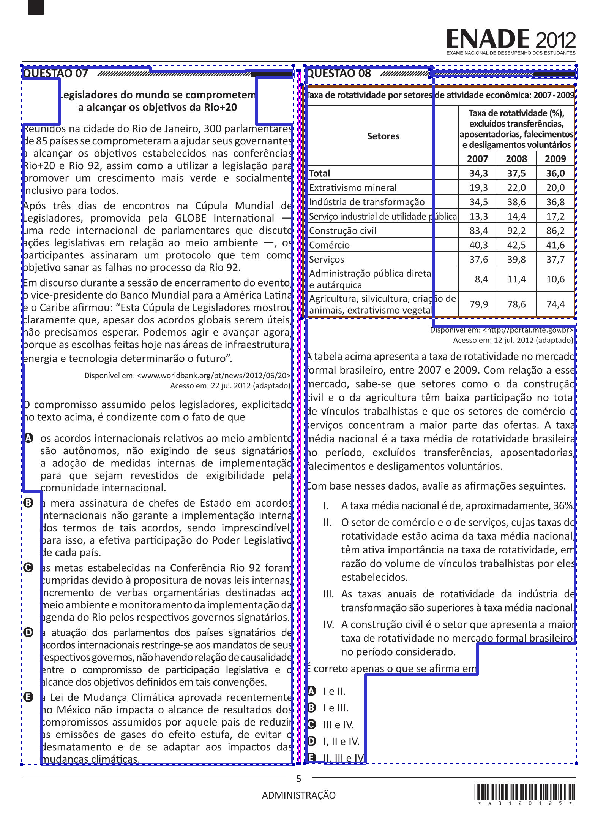 ENADE 2012
EXAME NACIONAL DE DESEMPENHO DOS ESTUDANTES
QUESTÃO 07
Legisladores do mundo se comprometem
a alcançar os objetivos da Rio+20
Reunidos na cidade do Rio de Janeiro, 300 parlamentares
de 85 países se comprometeram a ajudar seus governantes
a alcançar os objetivos estabelecidos nas conferências
Rio+20 e Rio 92, assim como a utilizar a legislação para
promover um crescimento mais verde e socialmente
inclusivo para todos.
Após três dias de encontros na Cúpula Mundial de
Legisladores, promovida pela GLOBE International —
uma rede internacional de parlamentares que discute
ações legislativas em relação ao meio ambiente —, os
participantes assinaram um protocolo que tem como
objetivo sanar as falhas no processo da Rio 92.
Em discurso durante a sessão de encerramento do evento,
o vice-presidente do Banco Mundial para a América Latina
e o Caribe afirmou: “Esta Cúpula de Legisladores mostrou
claramente que, apesar dos acordos globais serem úteis,
não precisamos esperar. Podemos agir e avançar agora,
porque as escolhas feitas hoje nas áreas de infraestrutura,
energia e tecnologia determinarão o futuro”.
Disponível em: <www.worldbank.org/pt/news/2012/06/20>.
Acesso em: 22 jul. 2012 (adaptado)
O compromisso assumido pelos legisladores, explicitado
no texto acima, é condizente com o fato de que
A os acordos internacionais relativos ao meio ambiente
são autônomos, não exigindo de seus signatários
a adoção de medidas internas de implementação
para que sejam revestidos de exigibilidade pela
comunidade internacional.
B a mera assinatura de chefes de Estado em acordos
internacionais não garante a implementação interna
dos termos de tais acordos, sendo imprescindível,
para isso, a efetiva participação do Poder Legislativo
de cada país.
C as metas estabelecidas na Conferência Rio 92 foram
cumpridas devido à propositura de novas leis internas,
incremento de verbas orçamentárias destinadas ao
meio ambiente e monitoramento da implementação da
agenda do Rio pelos respectivos governos signatários.
D a atuação dos parlamentos dos países signatários de
acordos internacionais restringe-se aos mandatos de seus
respectivos governos, não havendo relação de causalidade
entre o compromisso de participação legislativa e o
alcance dos objetivos definidos em tais convenções.
E a Lei de Mudança Climática aprovada recentemente
no México não impacta o alcance de resultados dos
compromissos assumidos por aquele país de reduzir
as emissões de gases do efeito estufa, de evitar o
desmatamento e de se adaptar aos impactos das
mudanças climáticas.
QUESTÃO 08
Taxa de rotatividade por setores de atividade econômica: 2007 - 2009
Setores
Taxa de rotatividade (%),
excluídos transferências,
aposentadorias, falecimentos
e desligamentos voluntários
2007 2008 2009
Total 34,3 37,5 36,0
Extrativismo mineral 19,3 22,0 20,0
Indústria de transformação 34,5 38,6 36,8
Serviço industrial de utilidade pública 13,3 14,4 17,2
Construção civil 83,4 92,2 86,2
Comércio 40,3 42,5 41,6
Serviços 37,6 39,8 37,7
Administração pública direta
e autárquica 8,4 11,4 10,6
Agricultura, silvicultura, criação de
animais, extrativismo vegetal 79,9 78,6 74,4
Disponível em: <http://portal.mte.gov.br>.
Acesso em: 12 jul. 2012 (adaptado)
A tabela acima apresenta a taxa de rotatividade no mercado
formal brasileiro, entre 2007 e 2009. Com relação a esse
mercado, sabe-se que setores como o da construção
civil e o da agricultura têm baixa participação no total
de vínculos trabalhistas e que os setores de comércio e
serviços concentram a maior parte das ofertas. A taxa
média nacional é a taxa média de rotatividade brasileira
no período, excluídos transferências, aposentadorias,
falecimentos e desligamentos voluntários.
Com base nesses dados, avalie as afirmações seguintes.
I. A taxa média nacional é de, aproximadamente, 36%.
II. O setor de comércio e o de serviços, cujas taxas de
rotatividade estão acima da taxa média nacional,
têm ativa importância na taxa de rotatividade, em
razão do volume de vínculos trabalhistas por eles
estabelecidos.
III. As taxas anuais de rotatividade da indústria de
transformação são superiores à taxa média nacional.
IV. A construção civil é o setor que apresenta a maior
taxa de rotatividade no mercado formal brasileiro,
no período considerado.
É correto apenas o que se afirma em
A I e II.
B I e III.
C III e IV.
D I, II e IV.
E II, III e IV.
5
ADMINISTRAÇÃO